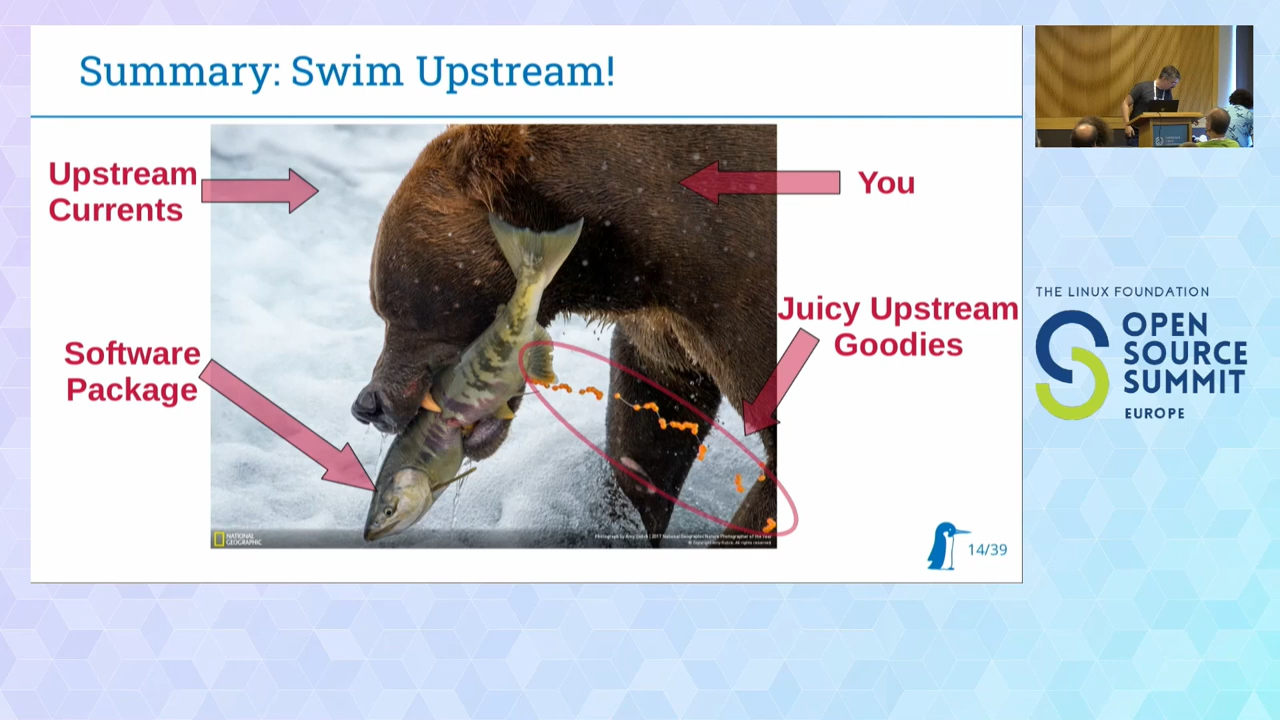 Summary: Swim Upstream!
Upstream
Currents
You
Juicy Upstream
Goodies
Software
Package
NATIONAL
GEOGRAPHIC
14/39
THE LINUX FOUNDATION
OPEN
SOURCE
SUMMIT
EUROPE